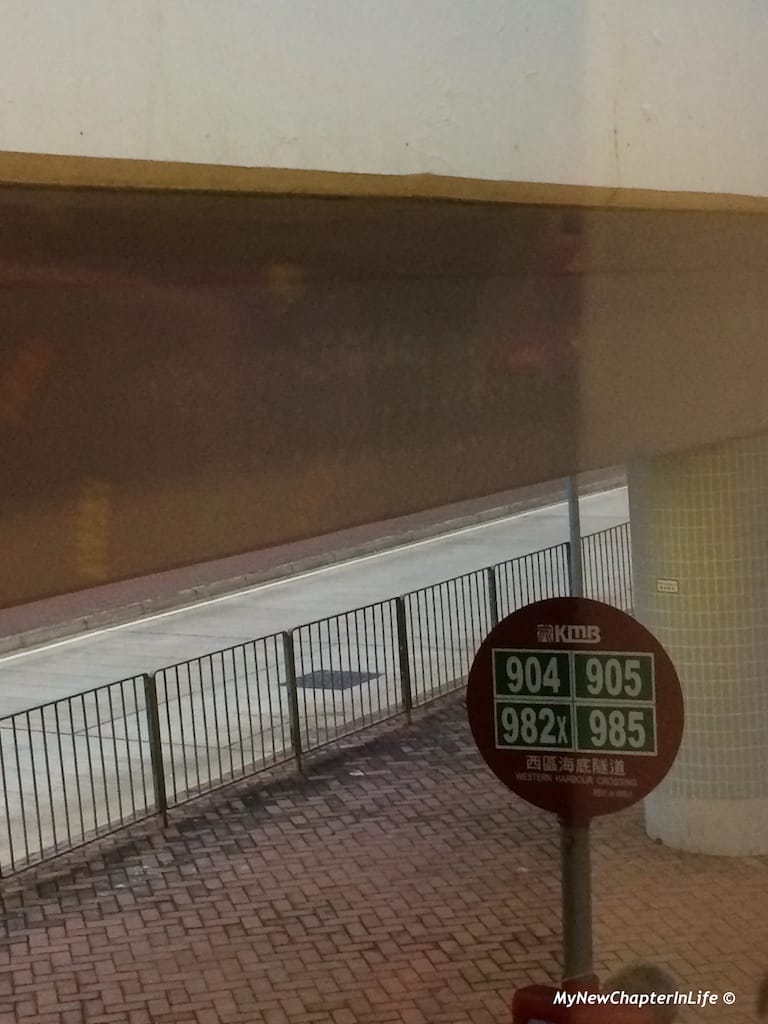 KMB
904 905
982X 985
西區海底隧道
WESTERN HARBOUR CROSSING
MyNewChapterInLife ©